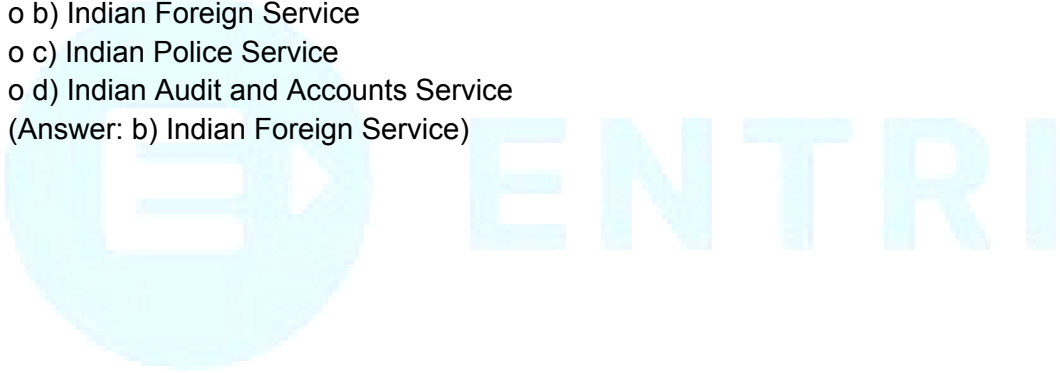 o b) Indian Foreign Service
o c) Indian Police Service
o d) Indian Audit and Accounts Service
(Answer: b) Indian Foreign Service)
ENTRI